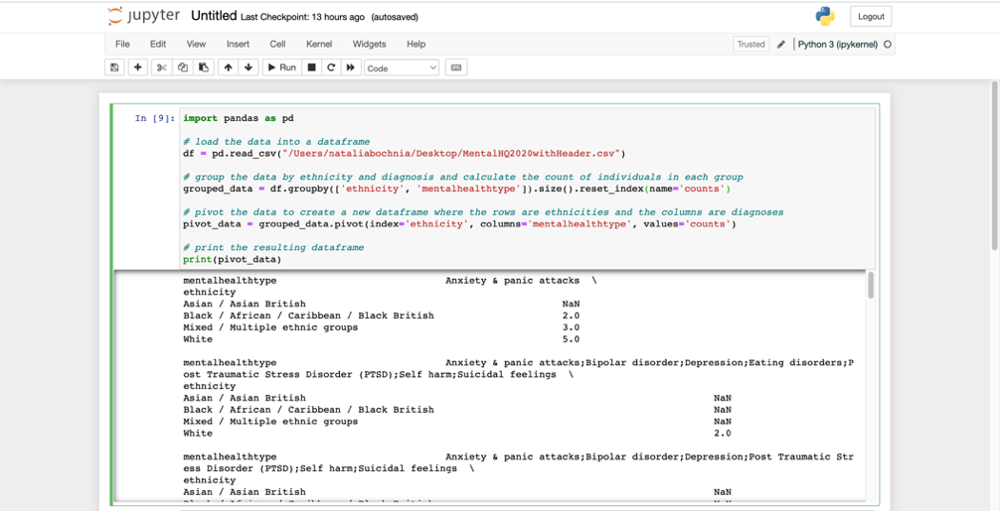 jupyter Untitled Last Checkpoint: 13 hours ago (autosaved) Logout
File Edit View Insert Cell Kernel Widgets Help Trusted Python 3 (ipykernel)
Run Code
In [9]: import pandas as pd
# load the data into a dataframe
df = pd.read_csv("/Users/nataliabochnia/Desktop/MentalHQ2020withHeader.csv")
# group the data by ethnicity and diagnosis and calculate the count of individuals in each group
grouped_data = df.groupby(['ethnicity', 'mentalhealthtype']).size().reset_index(name='counts')
# pivot the data to create a new dataframe where the rows are ethnicities and the columns are diagnoses
pivot_data = grouped_data.pivot(index='ethnicity', columns='mentalhealthtype', values='counts')
# print the resulting dataframe
print(pivot_data)
mentalhealthtype Anxiety & panic attacks \
ethnicity
Asian / Asian British NaN
Black / African / Caribbean / Black British 2.0
Mixed / Multiple ethnic groups 3.0
White 5.0
mentalhealthtype Anxiety & panic attacks;Bipolar disorder;Depression;Eating disorders;P
ost Traumatic Stress Disorder (PTSD);Self harm;Suicidal feelings \
ethnicity
Asian / Asian British NaN
Black / African / Caribbean / Black British NaN
Mixed / Multiple ethnic groups NaN
White 2.0
mentalhealthtype Anxiety & panic attacks;Bipolar disorder;Depression;Post Traumatic Str
ess Disorder (PTSD);Self harm;Suicidal feelings \
ethnicity
Asian / Asian British NaN